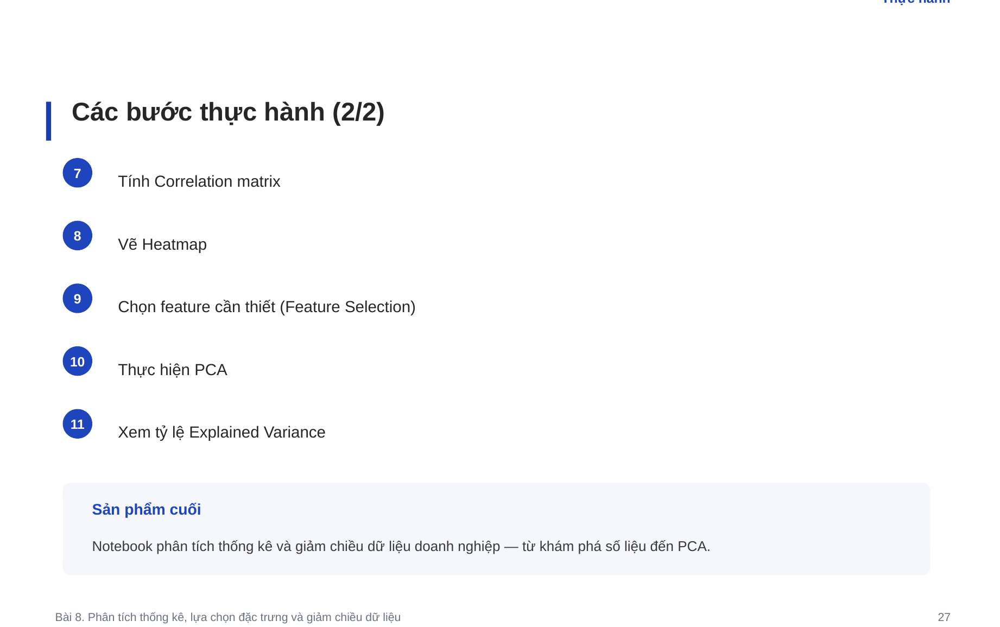 Thực hành
Các bước thực hành (2/2)
7
Tính Correlation matrix
8
Vẽ Heatmap
9
Chọn feature cần thiết (Feature Selection)
10
Thực hiện PCA
11
Xem tỷ lệ Explained Variance
Sản phẩm cuối
Notebook phân tích thống kê và giảm chiều dữ liệu doanh nghiệp — từ khám phá số liệu đến PCA.
Bài 8. Phân tích thống kê, lựa chọn đặc trưng và giảm chiều dữ liệu
27